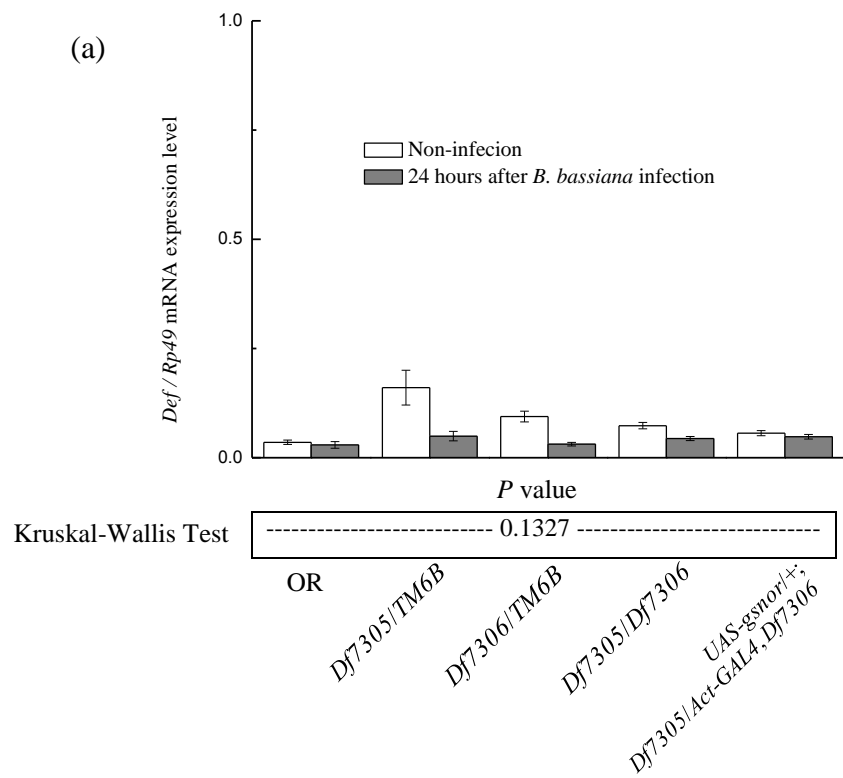 (a)
1.0
0.5
0.0
Def / Rp49 mRNA expression level
Non-infecion
24 hours after B. bassiana infection
P value
Kruskal-Wallis Test
0.1327
OR
Df7305/TM6B
Df7306/TM6B
Df7305/Df7306
UAS-gsnor/+;
Df7305/Act-GAL4, Df7306